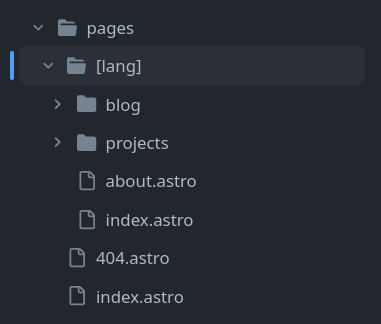 pages
[lang]
blog
projects
about.astro
index.astro
404.astro
index.astro